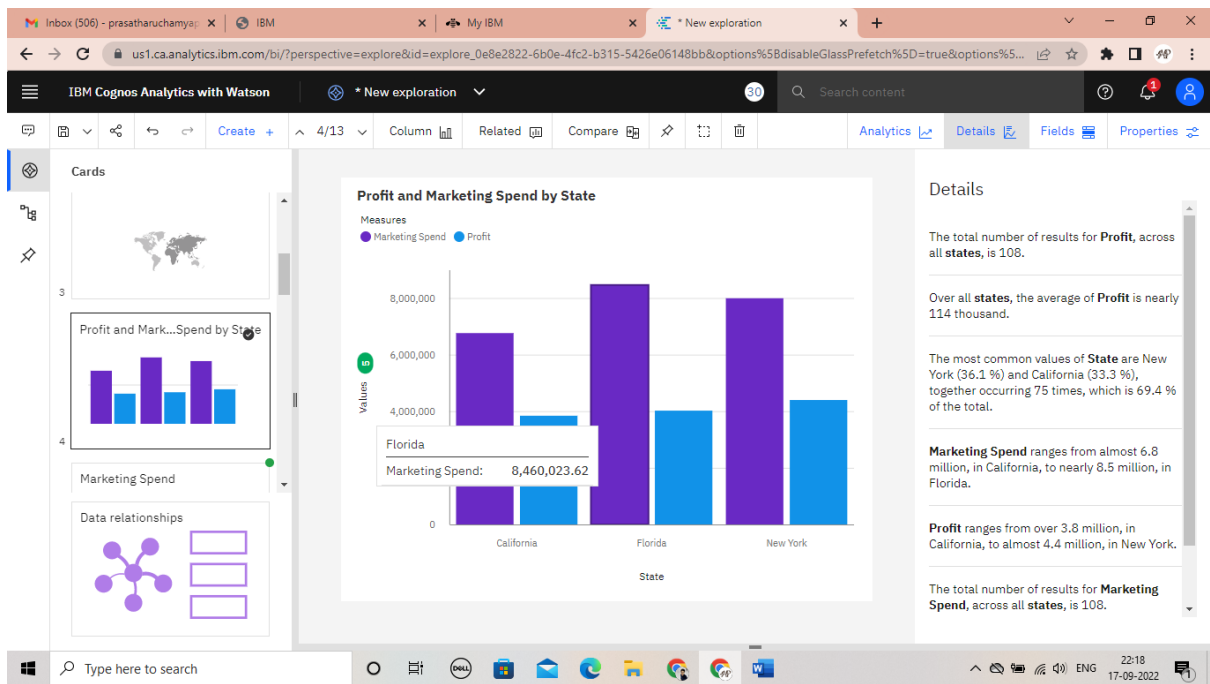 Inbox (506) - prasatharuchamyap
IBM
My IBM
* New exploration
us1.ca.analytics.ibm.com/bi/?perspective=explore&id=explore_0e8e2822-6b0e-4fc2-b315-5426e06148bb&options%5BdisableGlassPrefetch%5D=true&options%5...
IBM Cognos Analytics with Watson
* New exploration
30
Search content
1
Create +
4/13
Column
Related
Compare
Analytics
Details
Fields
Properties
Cards
3
Profit and Mark...Spend by State
4
Marketing Spend
Data relationships
Profit and Marketing Spend by State
Measures
Marketing Spend
Profit
8,000,000
6,000,000
4,000,000
0
Values
5
Florida
Marketing Spend: 8,460,023.62
California
Florida
New York
State
Details
The total number of results for Profit, across
all states, is 108.
Over all states, the average of Profit is nearly
114 thousand.
The most common values of State are New
York (36.1 %) and California (33.3 %),
together occurring 75 times, which is 69.4 %
of the total.
Marketing Spend ranges from almost 6.8
million, in California, to nearly 8.5 million, in
Florida.
Profit ranges from over 3.8 million, in
California, to almost 4.4 million, in New York.
The total number of results for Marketing
Spend, across all states, is 108.
Type here to search
DELL
ENG
22:18
17-09-2022
1